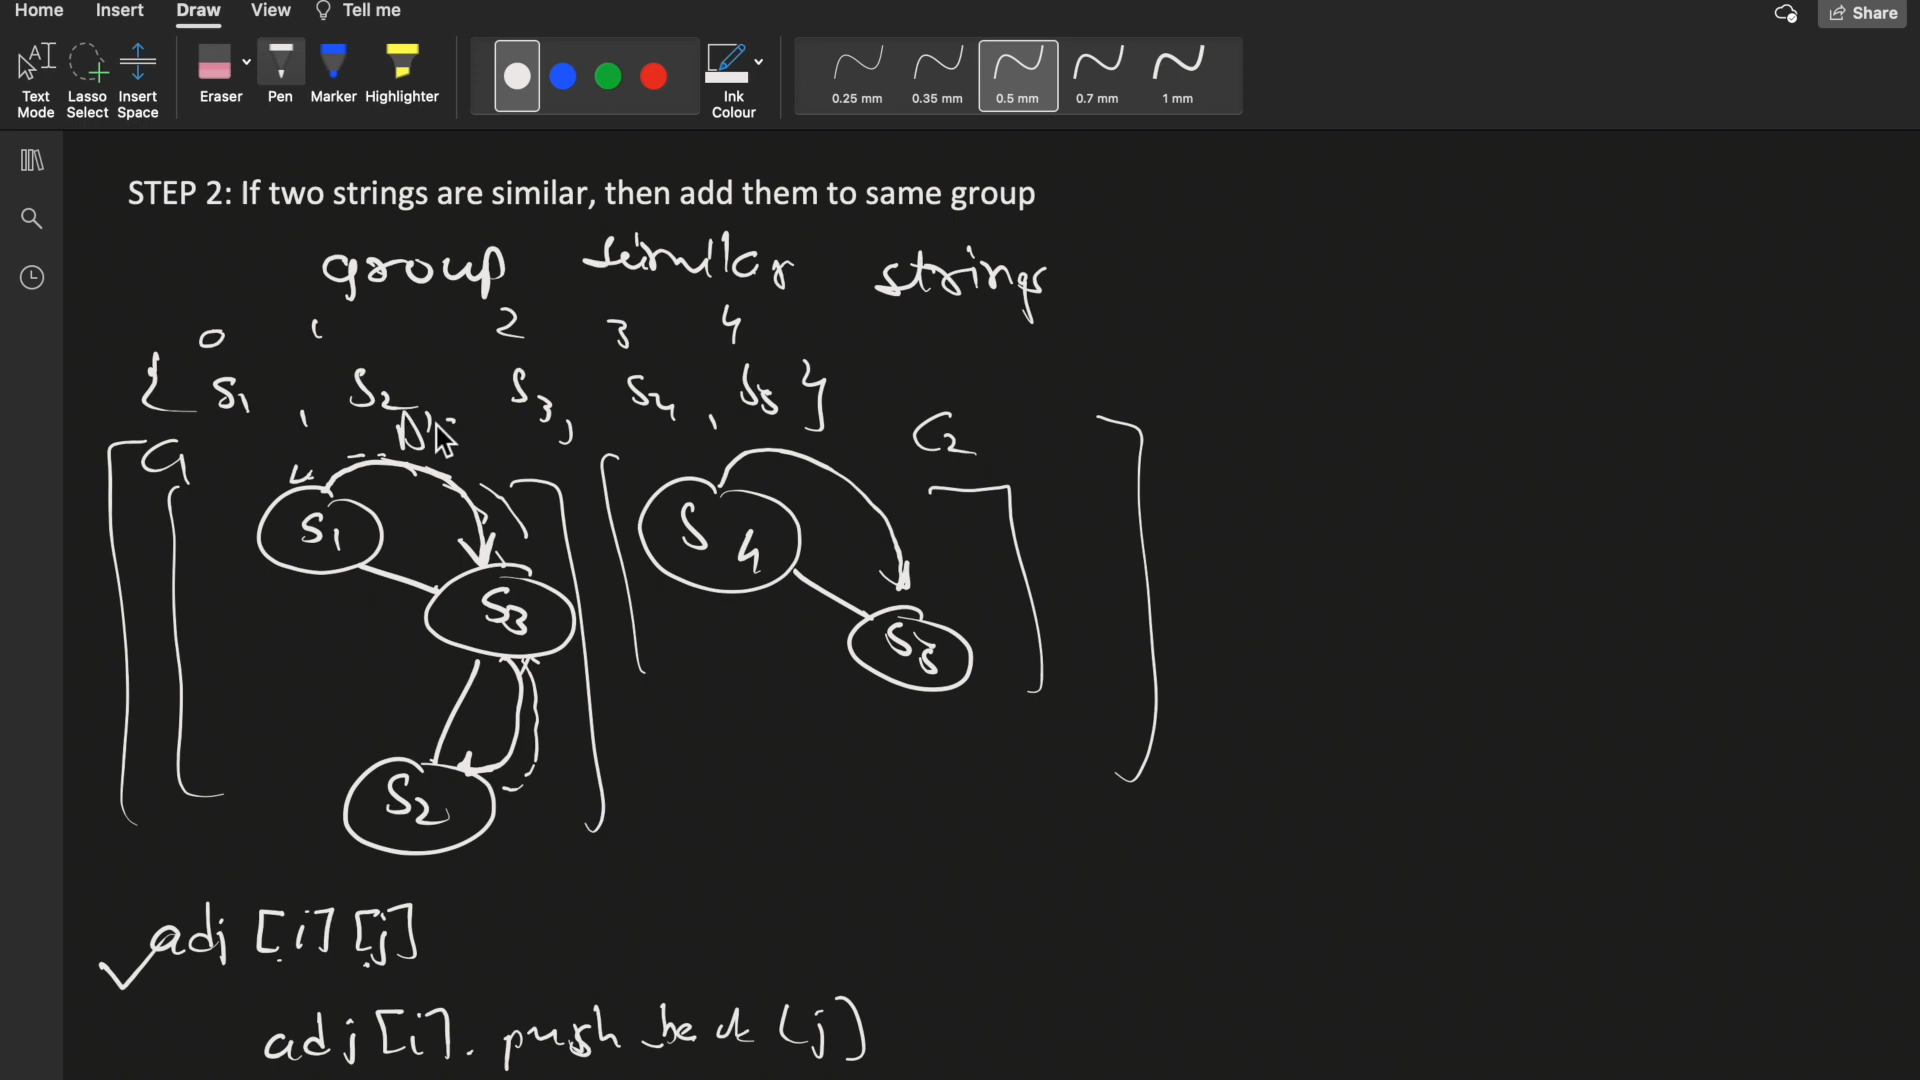 Home Insert Draw View Tell me
Share
Text Mode Lasso Select Insert Space Eraser Pen Marker Highlighter Ink Colour 0.25 mm 0.35 mm 0.5 mm 0.7 mm 1 mm
STEP 2: If two strings are similar, then add them to same group
group similar strings
0 1 2 3 4
{ S1 , S2 S3, S4 , S5 }
C1 C2
S1 S4
S3 S5
S2
adj [i] [j]
adj [i]. push_back (j)